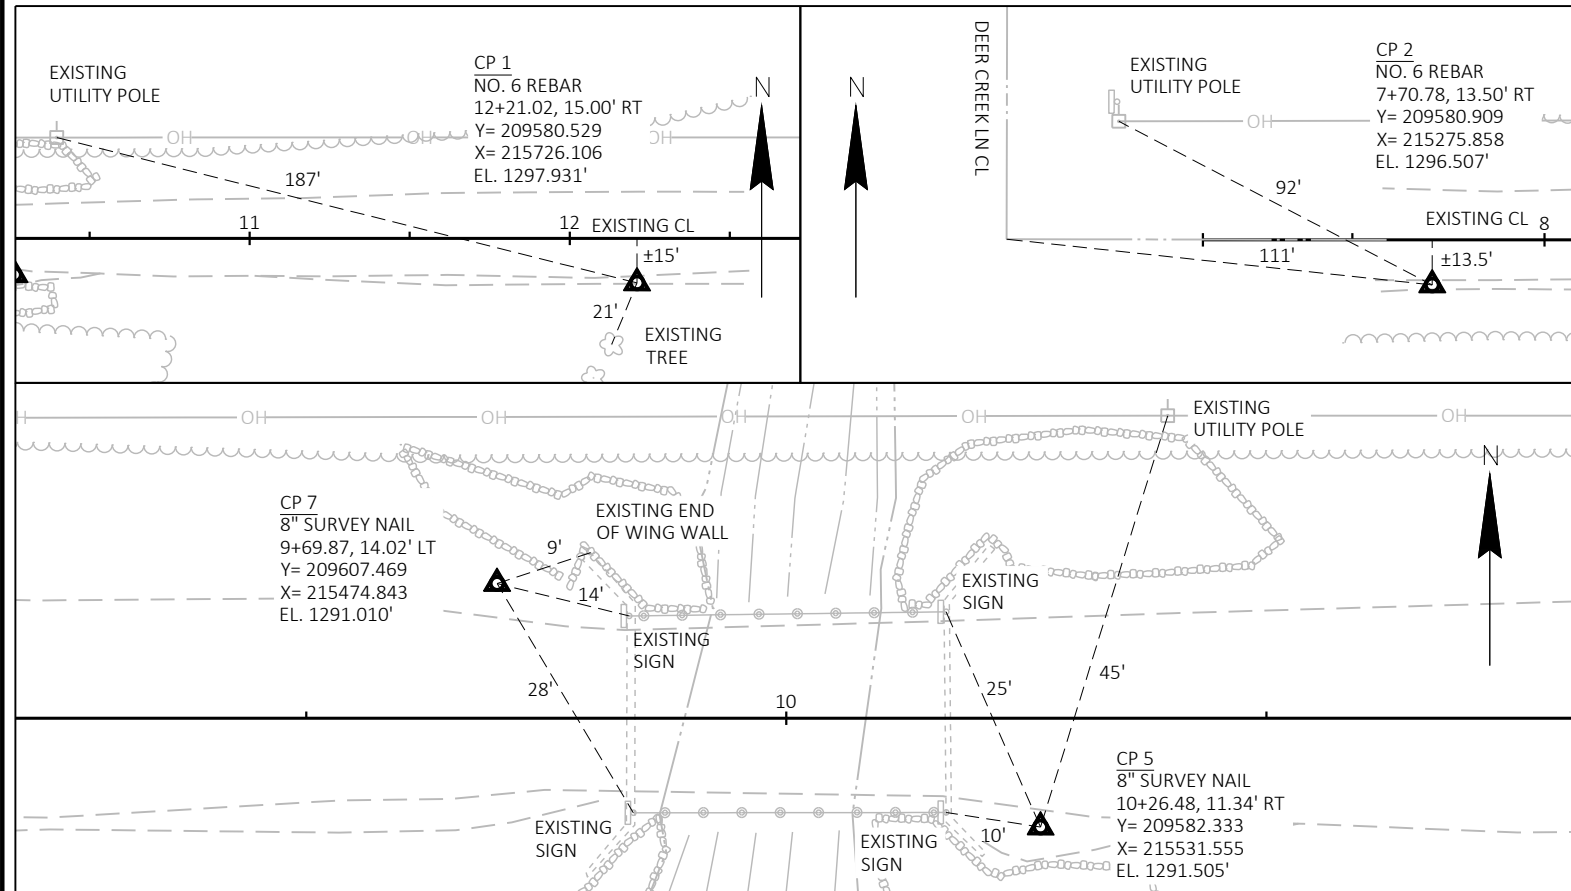 EXISTING
UTILITY POLE
CP 1
NO. 6 REBAR
12+21.02, 15.00' RT
Y= 209580.529
X= 215726.106
EL. 1297.931'
N
OH
OH
OH
187'
11
12
EXISTING CL
±15'
21'
EXISTING
TREE
N
DEER CREEK LN CL
EXISTING
UTILITY POLE
OH
CP 2
NO. 6 REBAR
7+70.78, 13.50' RT
Y= 209580.909
X= 215275.858
EL. 1296.507'
92'
EXISTING CL
8
111'
±13.5'
H
OH
OH
OH
OH
OH
EXISTING
UTILITY POLE
N
CP 7
8" SURVEY NAIL
9+69.87, 14.02' LT
Y= 209607.469
X= 215474.843
EL. 1291.010'
EXISTING END
OF WING WALL
9'
14'
EXISTING
SIGN
EXISTING
SIGN
28'
10
25'
45'
EXISTING
SIGN
EXISTING
SIGN
10'
CP 5
8" SURVEY NAIL
10+26.48, 11.34' RT
Y= 209582.333
X= 215531.555
EL. 1291.505'